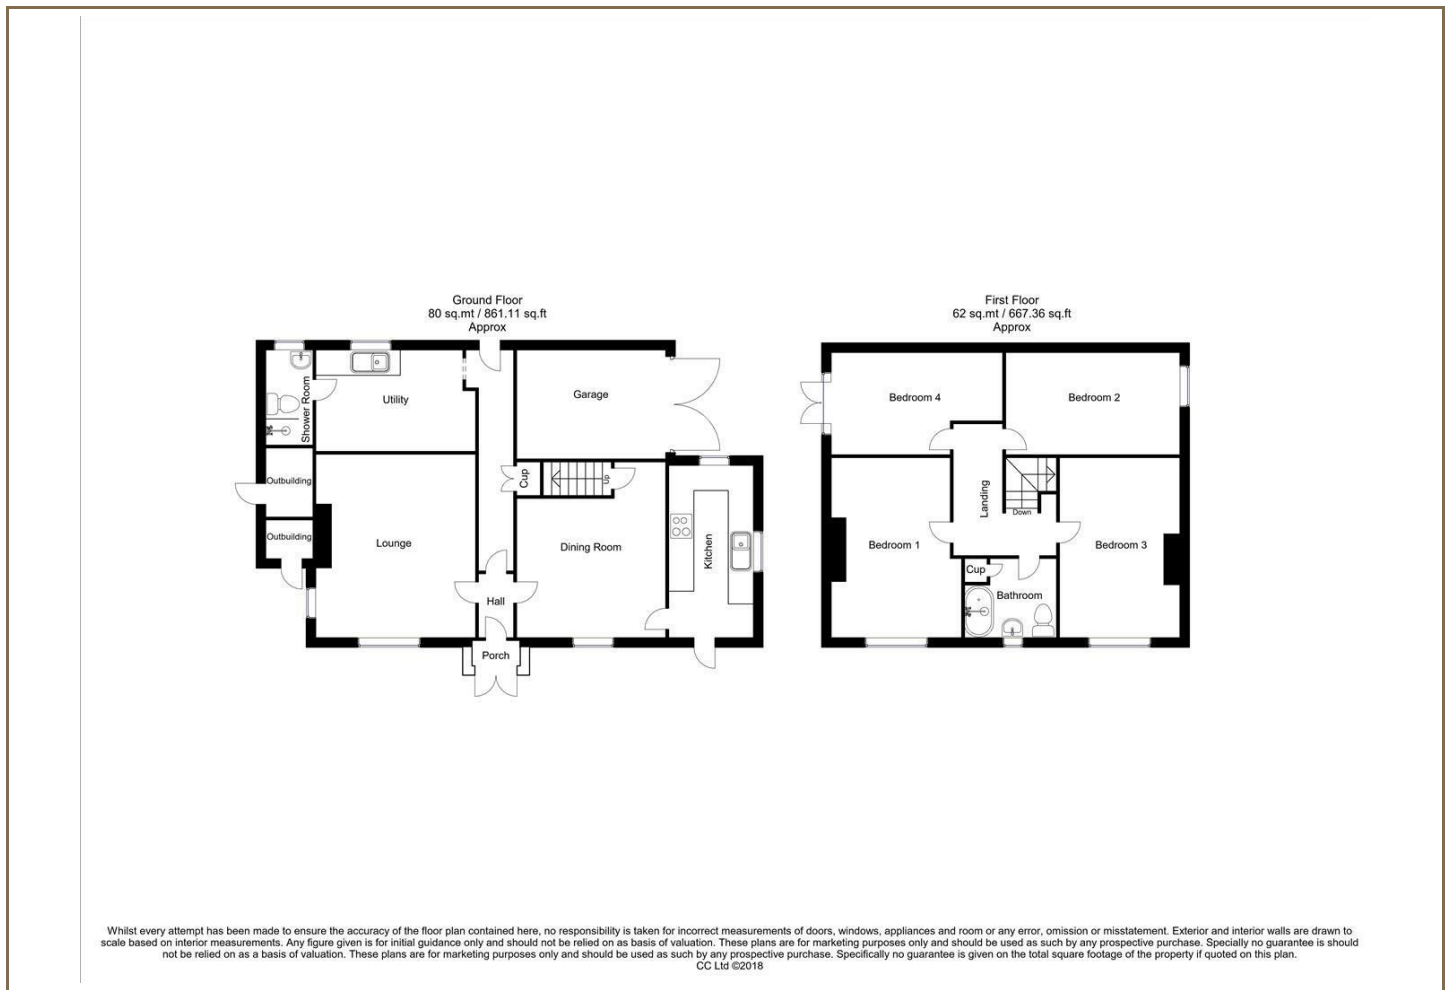 Ground Floor
80 sq.mt / 861.11 sq.ft
Approx
First Floor
62 sq.mt / 667.36 sq.ft
Approx
Shower Room
Utility
Garage
Outbuilding
Outbuilding
Lounge
Cup
Up
Dining Room
Kitchen
Hall
Porch
Bedroom 4
Bedroom 2
Landing
Down
Bedroom 1
Bedroom 3
Cup
Bathroom
Whilst every attempt has been made to ensure the accuracy of the floor plan contained here, no responsibility is taken for incorrect measurements of doors, windows, appliances and room or any error, omission or misstatement. Exterior and interior walls are drawn to
scale based on interior measurements. Any figure given is for initial guidance only and should not be relied on as basis of valuation. These plans are for marketing purposes only and should be used as such by any prospective purchase. Specially no guarantee is should
not be relied on as a basis of valuation. These plans are for marketing purposes only and should be used as such by any prospective purchase. Specifically no guarantee is given on the total square footage of the property if quoted on this plan.
CC Ltd ©2018